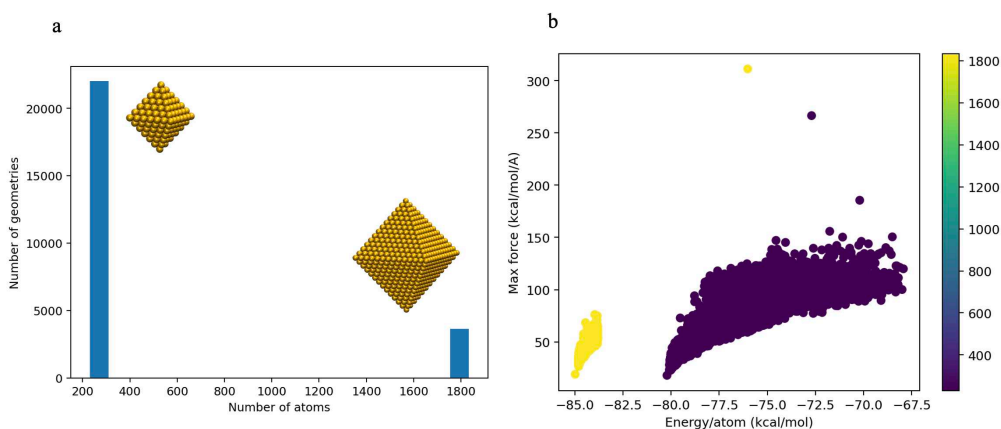 a
20000
15000
10000
5000
0
Number of geometries
200 400 600 800 1000 1200 1400 1600 1800
Number of atoms
b
300
250
200
150
100
50
Max force (kcal/mol/A)
−85.0 −82.5 −80.0 −77.5 −75.0 −72.5 −70.0 −67.5
Energy/atom (kcal/mol)
1800
1600
1400
1200
1000
800
600
400